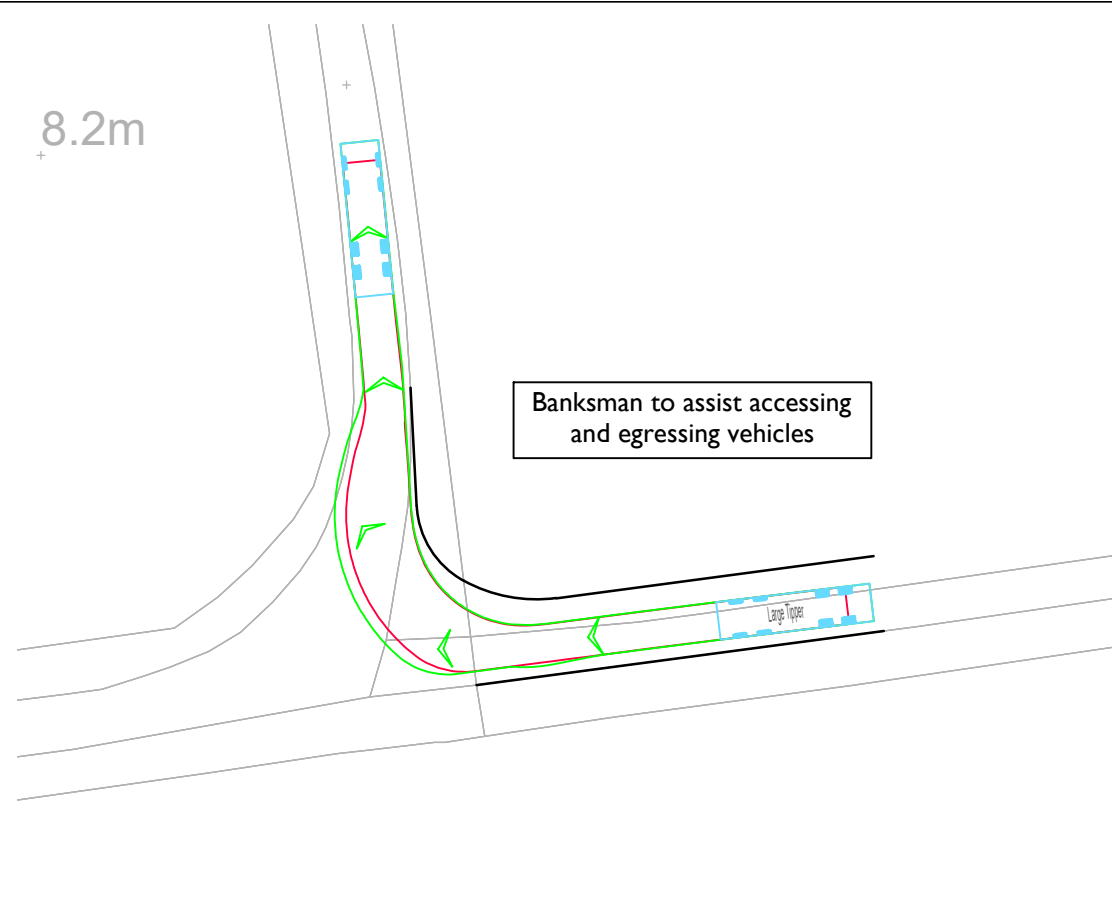 8.2m
Banksman to assist accessing
and egressing vehicles
Large Tipper